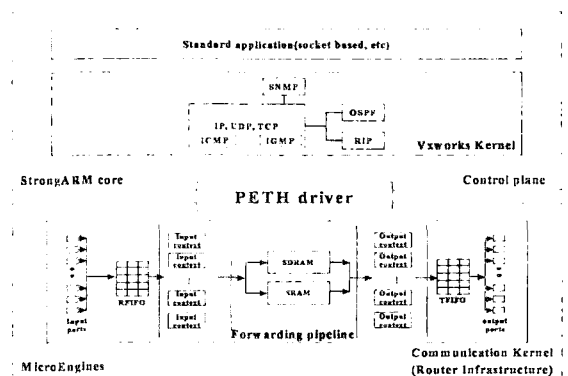 Standard application(socket based, etc)
SNMP
OSPF
IP, UDP, TCP
ICMP
IGMP
RIP
Vxworks Kernel
StrongARM core
PETH driver
Control plane
Input
ports
RFIFO
Input
context
Input
context
Input
context
Input
context
SDRAM
SRAM
Forwarding pipeline
Output
context
Output
context
Output
context
Output
context
TFIFO
output
ports
MicroEngines
Communication Kernel
(Router Infrastructure)